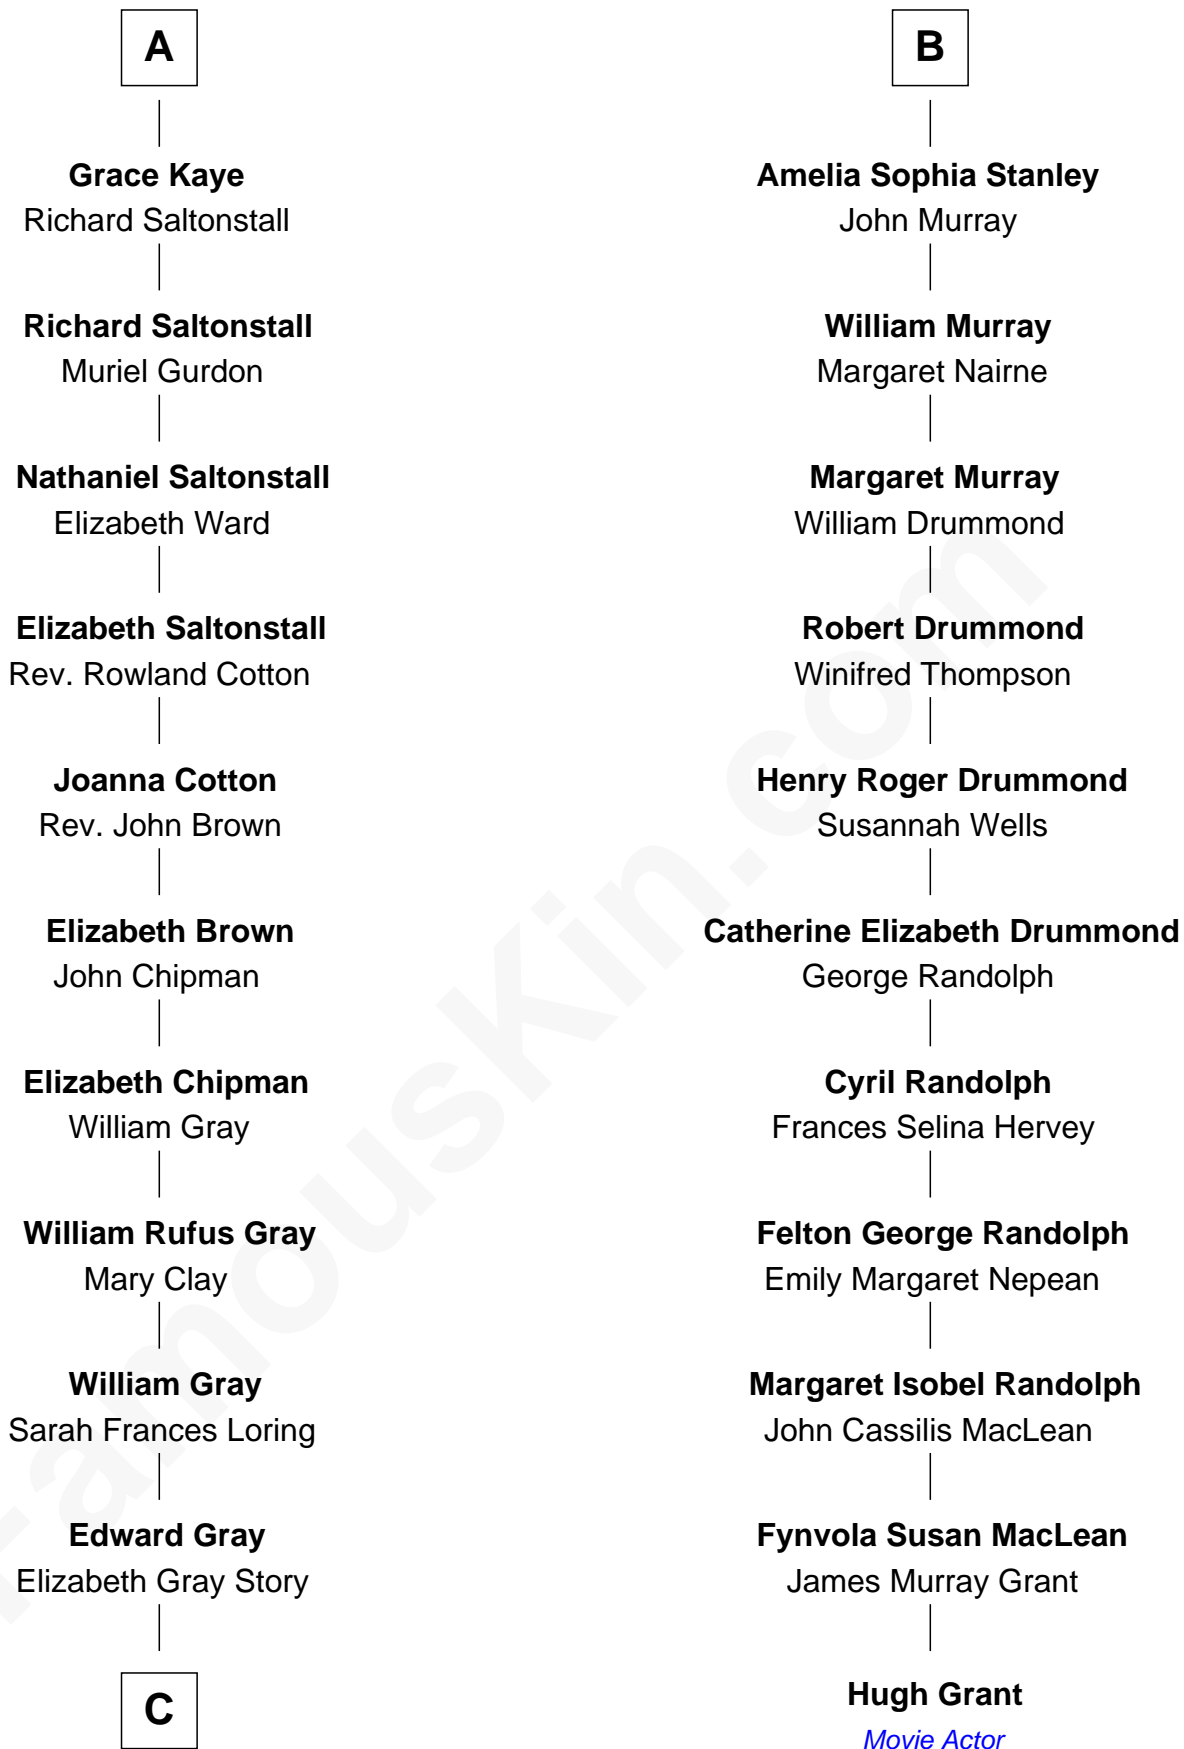 A
Grace Kaye
Richard Saltonstall
Richard Saltonstall
Muriel Gurdon
Nathaniel Saltonstall
Elizabeth Ward
Elizabeth Saltonstall
Rev. Rowland Cotton
Joanna Cotton
Rev. John Brown
Elizabeth Brown
John Chipman
Elizabeth Chipman
William Gray
William Rufus Gray
Mary Clay
William Gray
Sarah Frances Loring
Edward Gray
Elizabeth Gray Story
C
B
Amelia Sophia Stanley
John Murray
William Murray
Margaret Nairne
Margaret Murray
William Drummond
Robert Drummond
Winifred Thompson
Henry Roger Drummond
Susannah Wells
Catherine Elizabeth Drummond
George Randolph
Cyril Randolph
Frances Selina Hervey
Felton George Randolph
Emily Margaret Nepean
Margaret Isobel Randolph
John Cassilis MacLean
Fynvola Susan MacLean
James Murray Grant
Hugh Grant
Movie Actor
FamousKin.com